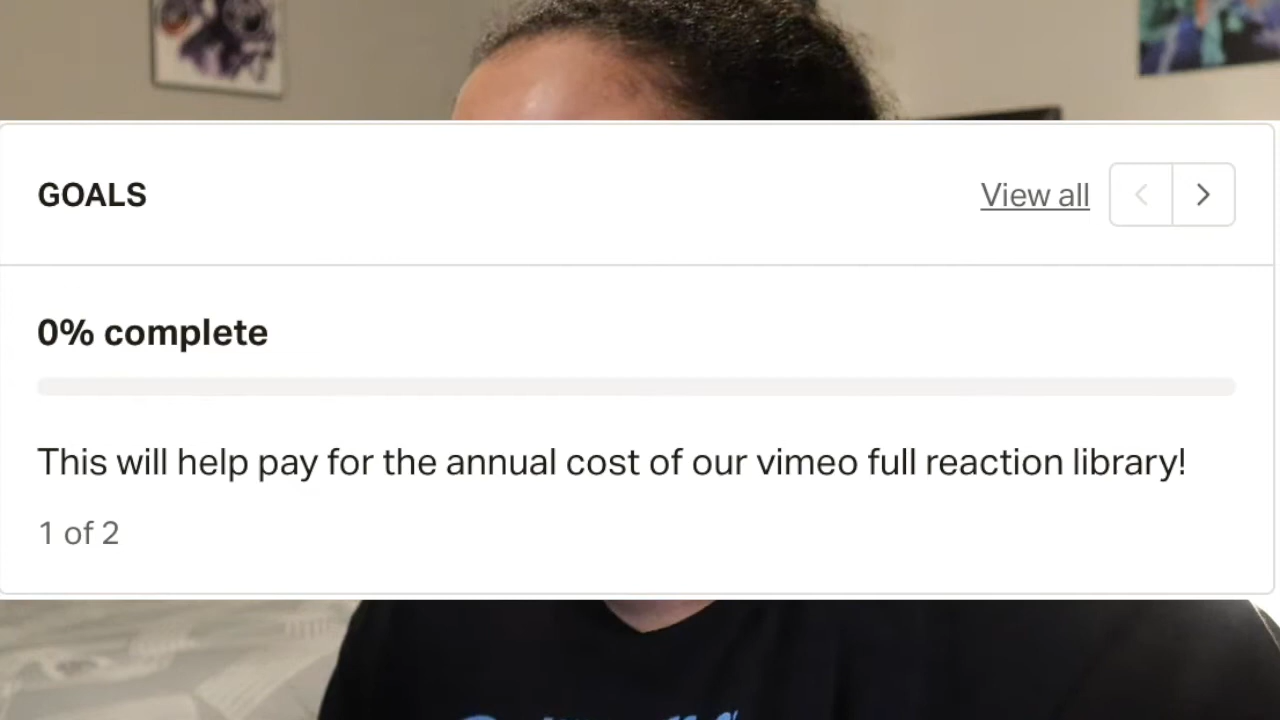 GOALS
View all
0% complete
This will help pay for the annual cost of our vimeo full reaction library!
1 of 2